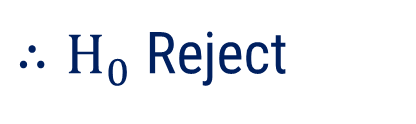 ∴ H₀ Reject